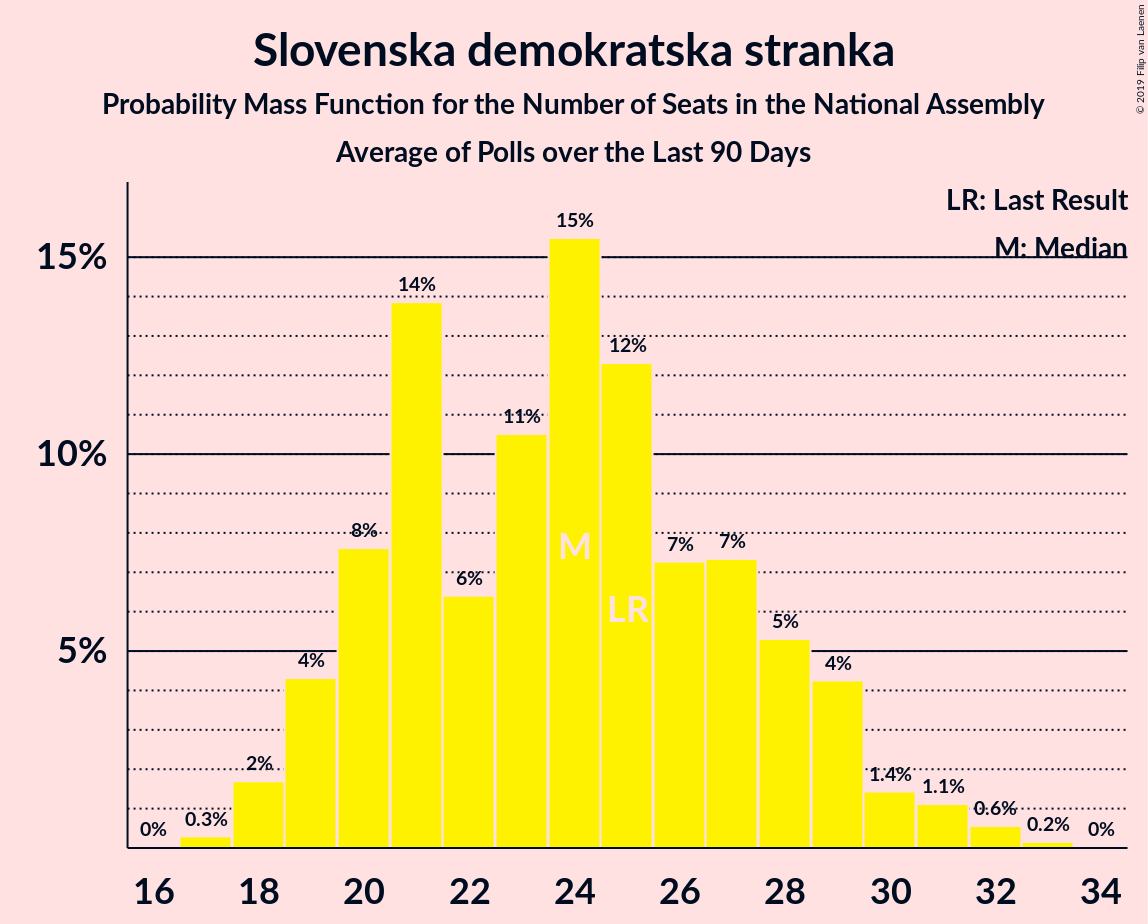 Slovenska demokratska stranka
Probability Mass Function for the Number of Seats in the National Assembly
Average of Polls over the Last 90 Days
© 2019 Filip van Laenen
LR: Last Result
M: Median
15%
10%
5%
0%
0.3%
2%
4%
8%
14%
6%
11%
15%
12%
7%
7%
5%
4%
1.4%
1.1%
0.6%
0.2%
0%
M
LR
16 18 20 22 24 26 28 30 32 34